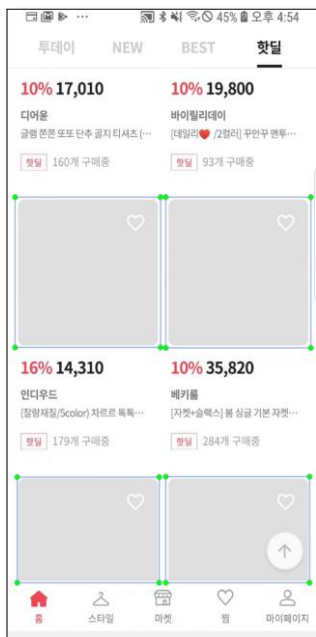 45% 오후 4:54
투데이 NEW BEST 핫딜
10% 17,010 10% 19,800
디어윤 바이릴리데이
글램 쫀쫀 또또 단추 골지 티셔츠 (… [데일리❤️ /2컬러] 꾸안꾸 맨투…
핫딜 160개 구매중 핫딜 93개 구매중
16% 14,310 10% 35,820
인디우드 베키룸
(찰랑재질/5color) 차르르 톡톡… [자켓+슬랙스] 봄 싱글 기본 자켓…
핫딜 179개 구매중 핫딜 284개 구매중
홈 스타일 마켓 찜 마이페이지